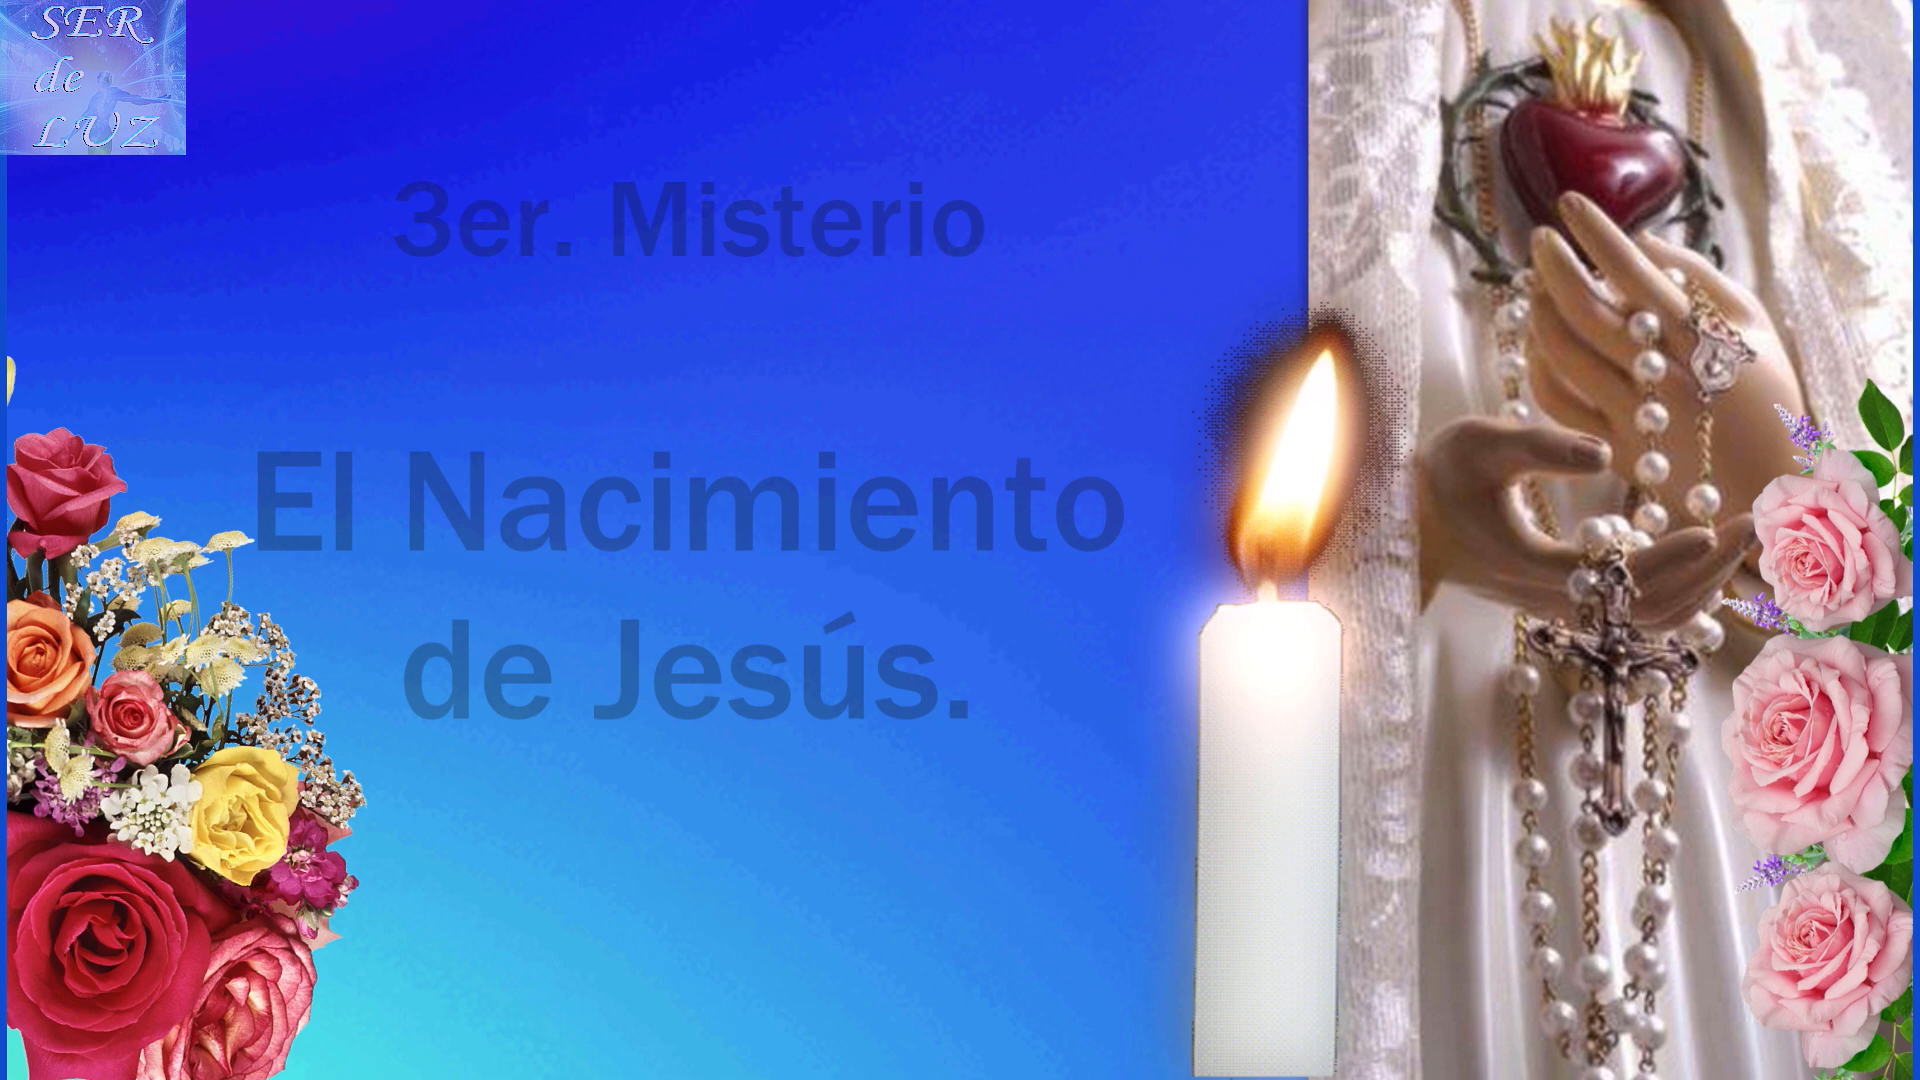 SER
de
LUZ
3er. Misterio
El Nacimiento
de Jesús.